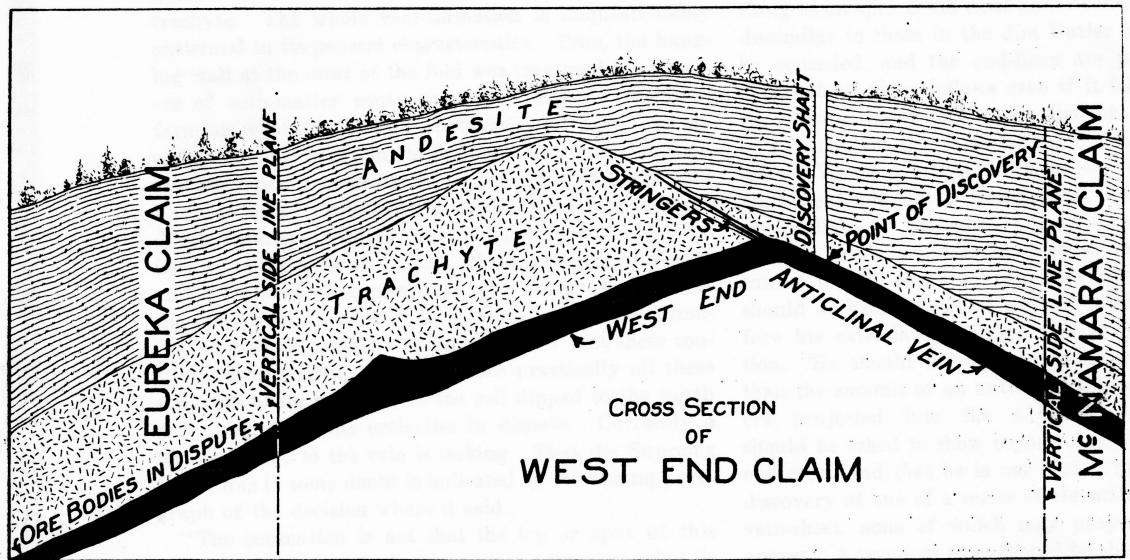 ANDESITE
STRINGERS
DISCOVERY SHAFT
POINT OF DISCOVERY
EUREKA CLAIM
VERTICAL SIDE LINE PLANE
TRACHYTE
WEST END ANTICLINAL VEIN
VERTICAL SIDE LINE PLANE
McNAMARA CLAIM
ORE BODIES IN DISPUTE
CROSS SECTION
OF
WEST END CLAIM